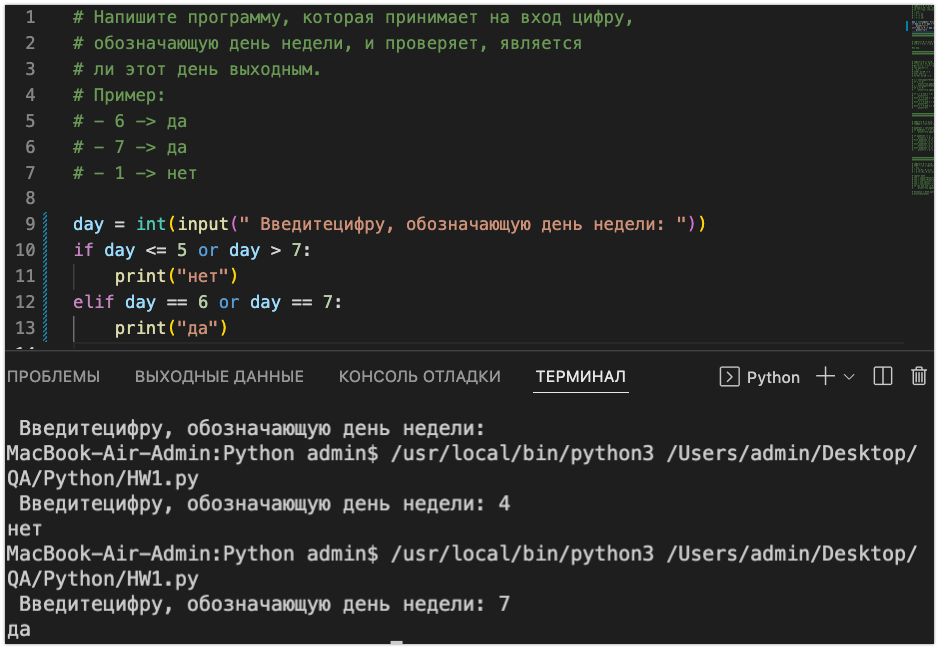 1 # Напишите программу, которая принимает на вход цифру,
2 # обозначающую день недели, и проверяет, является
3 # ли этот день выходным.
4 # Пример:
5 # - 6 -> да
6 # - 7 -> да
7 # - 1 -> нет
8
9 day = int(input(" Введитецифру, обозначающую день недели: "))
10 if day <= 5 or day > 7:
11 print("нет")
12 elif day == 6 or day == 7:
13 print("да")
ПРОБЛЕМЫ ВЫХОДНЫЕ ДАННЫЕ КОНСОЛЬ ОТЛАДКИ ТЕРМИНАЛ Python
Введитецифру, обозначающую день недели:
MacBook-Air-Admin:Python admin$ /usr/local/bin/python3 /Users/admin/Desktop/
QA/Python/HW1.py
Введитецифру, обозначающую день недели: 4
нет
MacBook-Air-Admin:Python admin$ /usr/local/bin/python3 /Users/admin/Desktop/
QA/Python/HW1.py
Введитецифру, обозначающую день недели: 7
да